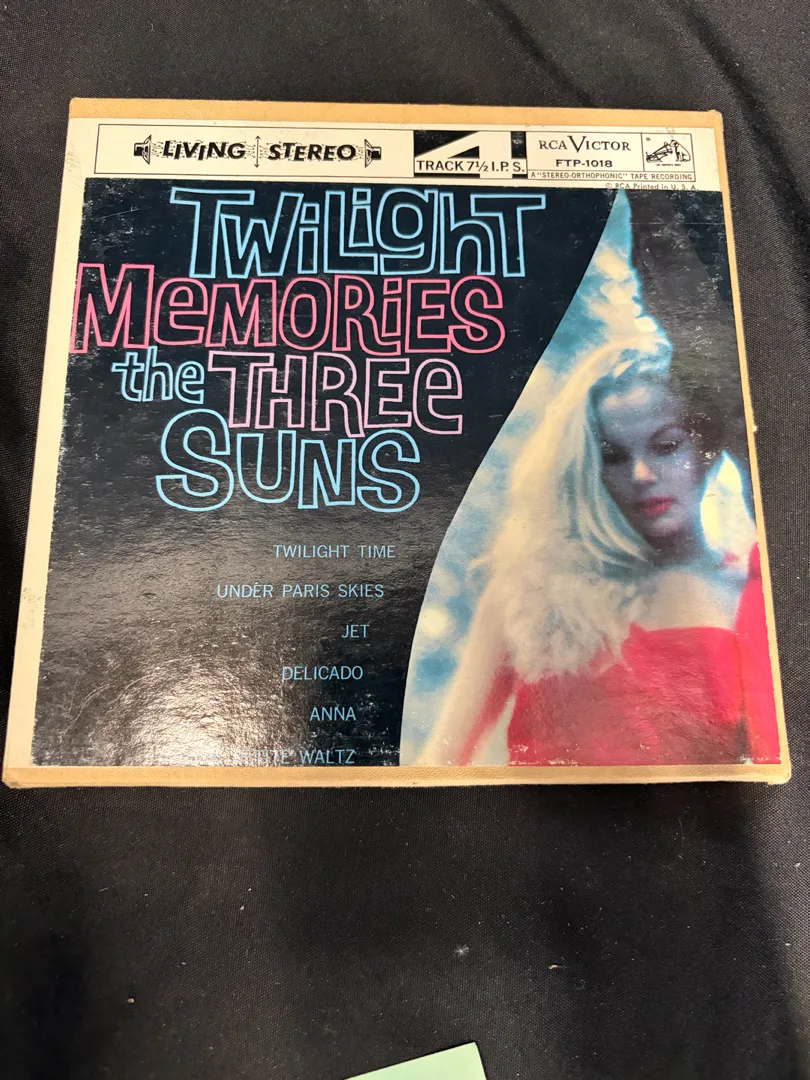 LIVING STEREO
4
TRACK 7½ I.P.S.
RCA VICTOR
FTP-1018
A "STEREO-ORTHOPHONIC" TAPE RECORDING
© RCA Printed in U. S. A.
TWiLigHT
MeMORiES
the THREe
SUNS
TWILIGHT TIME
UNDER PARIS SKIES
JET
DELICADO
ANNA
WALTZ